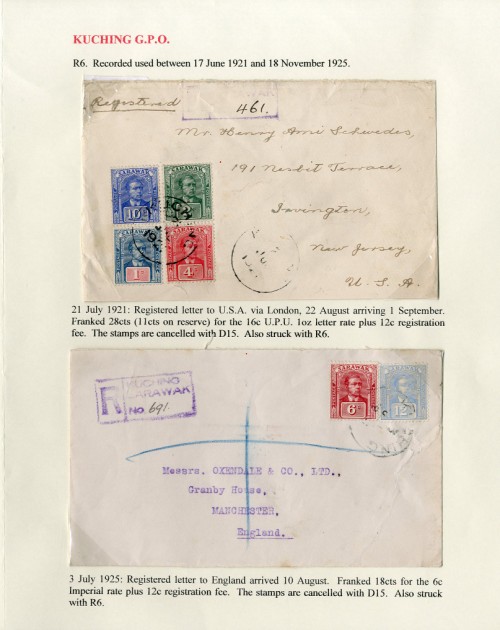 KUCHING G.P.O.
R6. Recorded used between 17 June 1921 and 18 November 1925.
Registered
461.
Mr. Henry Ami Schwedes,
191 Nesbit Terrace,
Irvington,
New Jersey,
U.S.A.
SARAWAK
SARAWAK
10
SARAWAK
SARAWAK
1
4
21 July 1921: Registered letter to U.S.A. via London, 22 August arriving 1 September.
Franked 28cts (11cts on reserve) for the 16c U.P.U. 1oz letter rate plus 12c registration
fee. The stamps are cancelled with D15. Also struck with R6.
R
KUCHING
SARAWAK
No. 691.
SARAWAK
SARAWAK
6
12
Messrs. OXENDALE & CO., LTD.,
Granby House,
MANCHESTER,
England.
3 July 1925: Registered letter to England arrived 10 August. Franked 18cts for the 6c
Imperial rate plus 12c registration fee. The stamps are cancelled with D15. Also struck
with R6.